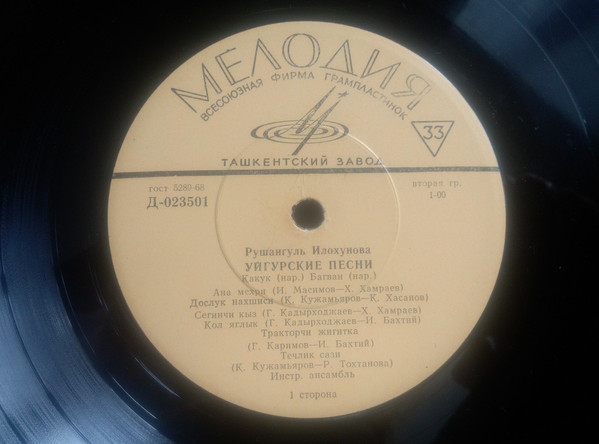 МЕЛОДИЯ
ВСЕСОЮЗНАЯ ФИРМА ГРАМПЛАСТИНОК
33
ТАШКЕНТСКИЙ ЗАВОД
гост 5289-68
вторая гр.
Д-023501
1-00
Рушангуль Илохунова
УЙГУРСКИЕ ПЕСНИ
Какук (нар.) Багван (нар.)
Ана мехри (И. Масимов—Х. Хамраев)
Дослук нахшиси (К. Кужамьяров—К. Хасанов)
Сегинчи кыз (Г. Кадырходжаев—Х. Хамраев)
Кол яглык (Г. Кадырходжаев—И. Бахтий)
Тракторчи жигитка
(Г. Каримов—И. Бахтий)
Течлик сази
(К. Кужамьяров—Р. Тохтанова)
Инстр. ансамбль
1 сторона